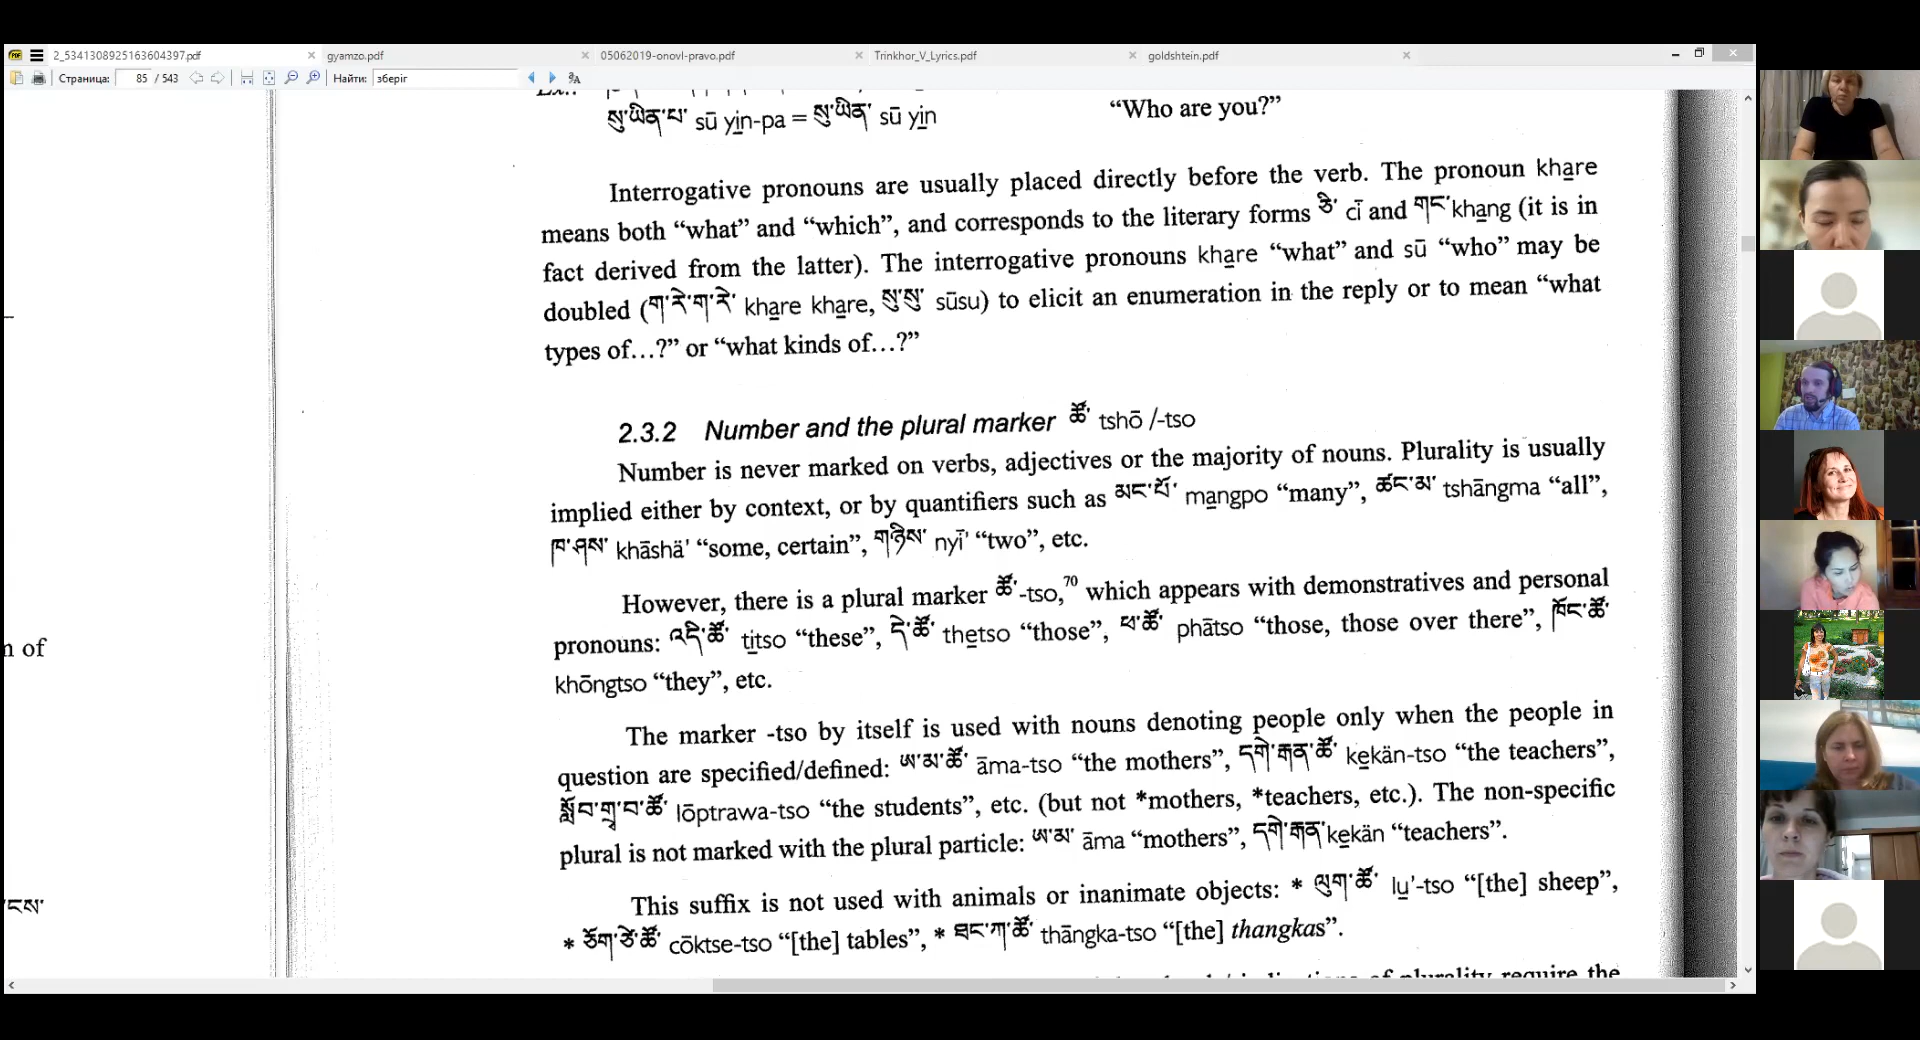 2_5341308925163604397.pdf × gyamzo.pdf × 05062019-onovl-pravo.pdf × Trinkhor_V_Lyrics.pdf × goldshtein.pdf ×
Страница: 85 / 543 Найти: зберіг
སུ་ཡིན་པ་ sū yin-pa = སུ་ཡིན་ sū yin “Who are you?”
Interrogative pronouns are usually placed directly before the verb. The pronoun khare
means both “what” and “which”, and corresponds to the literary forms ཅི་ cī and གང་ khang (it is in
fact derived from the latter). The interrogative pronouns khare “what” and sū “who” may be
doubled (ག་རེ་ག་རེ་ khare khare, སུ་སུ་ sūsu) to elicit an enumeration in the reply or to mean “what
types of…?” or “what kinds of…?”
2.3.2 Number and the plural marker ཚོ་ tshō /-tso
Number is never marked on verbs, adjectives or the majority of nouns. Plurality is usually
implied either by context, or by quantifiers such as མང་པོ་ mangpo “many”, ཚང་མ་ tshāngma “all”,
ཁ་ཤས་ khāshä’ “some, certain”, གཉིས་ nyī’ “two”, etc.
However, there is a plural marker ཚོ་ -tso,70 which appears with demonstratives and personal
pronouns: འདི་ཚོ་ titso “these”, དེ་ཚོ་ thetso “those”, ཕ་ཚོ་ phātso “those, those over there”, ཁོང་ཚོ་
khōngtso “they”, etc.
The marker -tso by itself is used with nouns denoting people only when the people in
question are specified/defined: ཨ་མ་ཚོ་ āma-tso “the mothers”, དགེ་རྒན་ཚོ་ kekän-tso “the teachers”,
སློབ་གྲྭ་བ་ཚོ་ lōptrawa-tso “the students”, etc. (but not *mothers, *teachers, etc.). The non-specific
plural is not marked with the plural particle: ཨ་མ་ āma “mothers”, དགེ་རྒན་ kekän “teachers”.
This suffix is not used with animals or inanimate objects: * ལུག་ཚོ་ lu’-tso “[the] sheep”,
* ཅོག་ཙེ་ཚོ་ cōktse-tso “[the] tables”, * ཐང་ཀ་ཚོ་ thāngka-tso “[the] thangkas”.
of plurality require the
n of